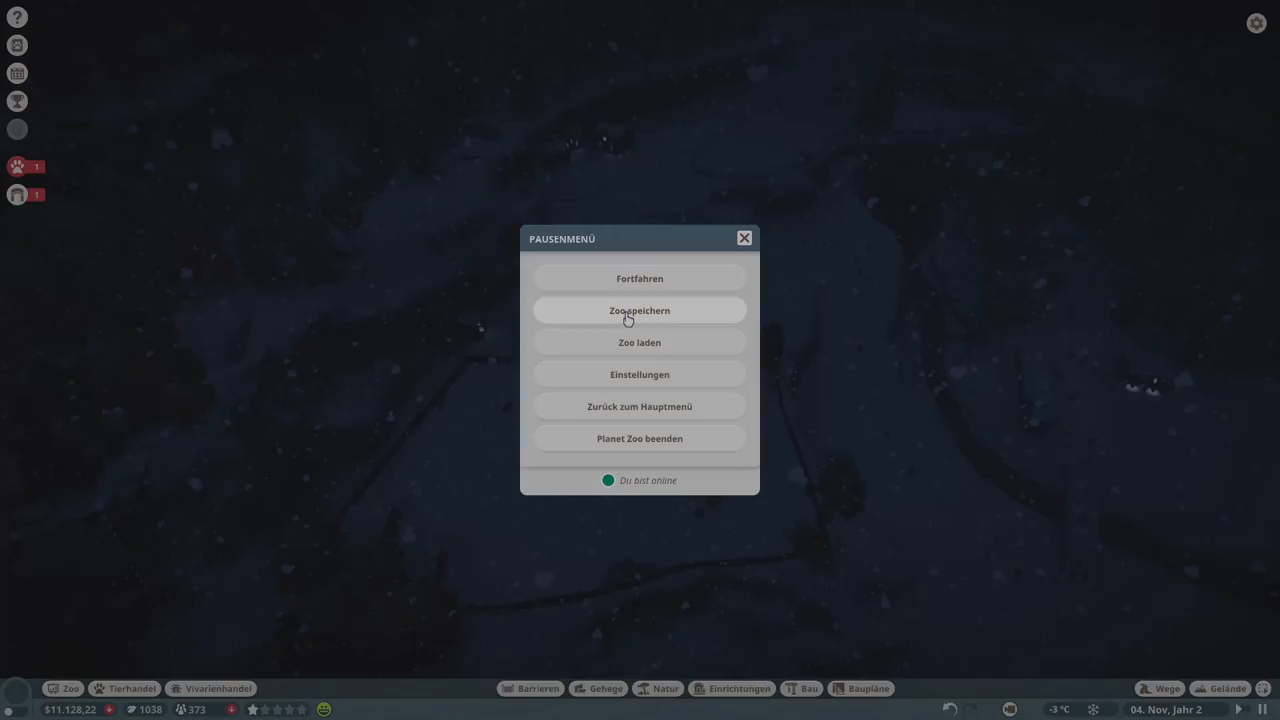 ?
1
1
PAUSENMENÜ
Fortfahren
Zoo speichern
Zoo laden
Einstellungen
Zurück zum Hauptmenü
Planet Zoo beenden
Du bist online
Zoo Tierhandel Vivarienhandel Barrieren Gehege Natur Einrichtungen Bau Baupläne Wege Gelände
$11.128,22 1038 373 -3 °C 04. Nov, Jahr 2